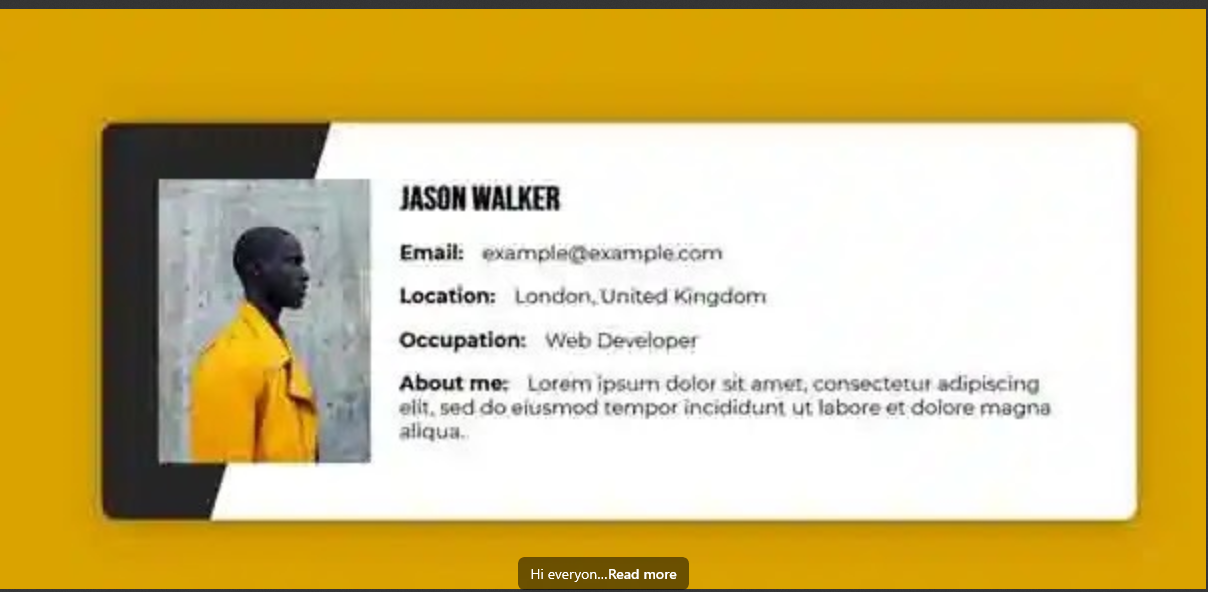 JASON WALKER
Email: example@example.com
Location: London, United Kingdom
Occupation: Web Developer
About me: Lorem ipsum dolor sit amet, consectetur adipiscing
elit, sed do eiusmod tempor incididunt ut labore et dolore magna
aliqua.
Hi everyon...Read more